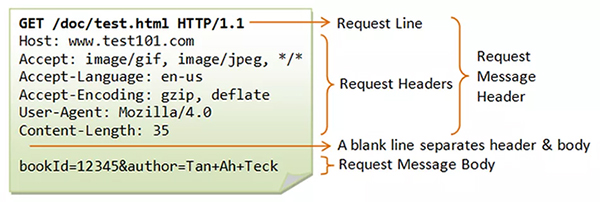 GET /doc/test.html HTTP/1.1
Host: www.test101.com
Accept: image/gif, image/jpeg, */*
Accept-Language: en-us
Accept-Encoding: gzip, deflate
User-Agent: Mozilla/4.0
Content-Length: 35
bookId=12345&author=Tan+Ah+Teck
Request Line
Request Headers
Request
Message
Header
A blank line separates header & body
Request Message Body